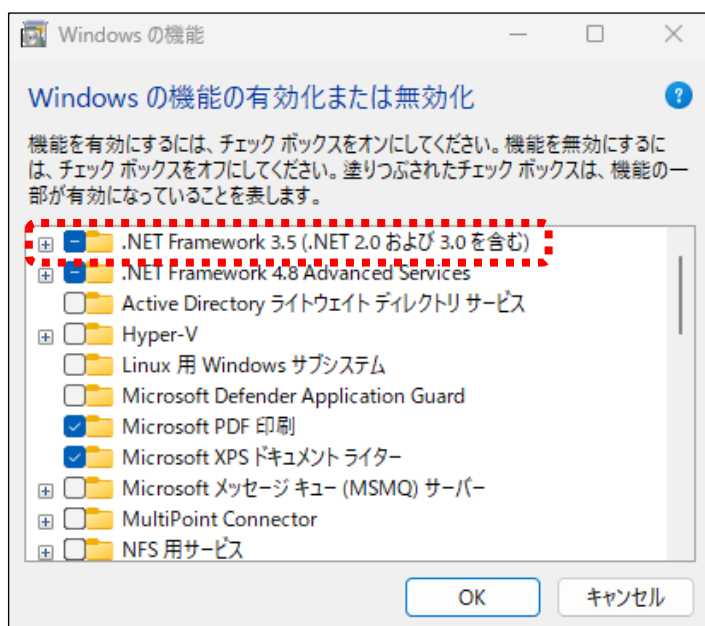 Windows の機能
Windows の機能の有効化または無効化
?
機能を有効にするには、チェック ボックスをオンにしてください。機能を無効にするに
は、チェック ボックスをオフにしてください。塗りつぶされたチェック ボックスは、機能の一
部が有効になっていることを表します。
.NET Framework 3.5 (.NET 2.0 および 3.0 を含む)
.NET Framework 4.8 Advanced Services
Active Directory ライトウェイト ディレクトリ サービス
Hyper-V
Linux 用 Windows サブシステム
Microsoft Defender Application Guard
Microsoft PDF 印刷
Microsoft XPS ドキュメント ライター
Microsoft メッセージ キュー (MSMQ) サーバー
MultiPoint Connector
NFS 用サービス
OK
キャンセル